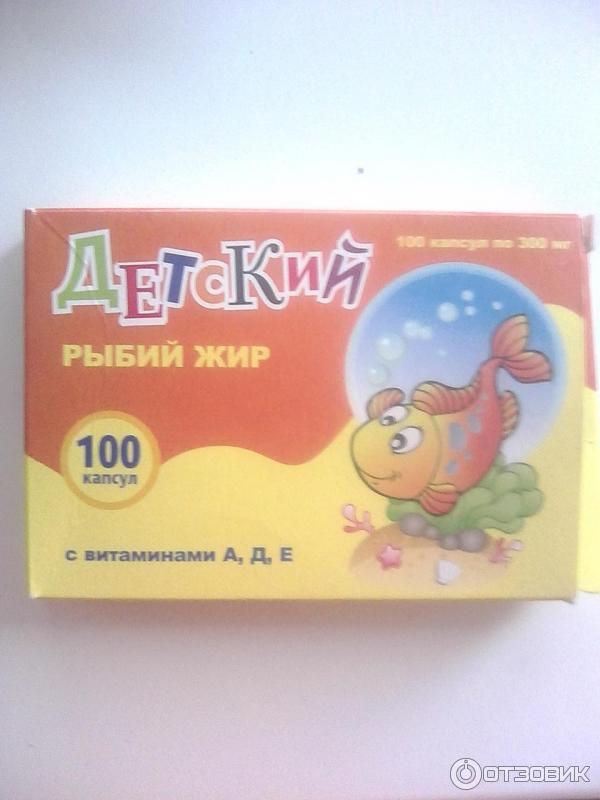 100 капсул по 300 мг
ДЕТСКИЙ
РЫБИЙ ЖИР
100
капсул
с витаминами А, Д, Е
ОТЗОВИК